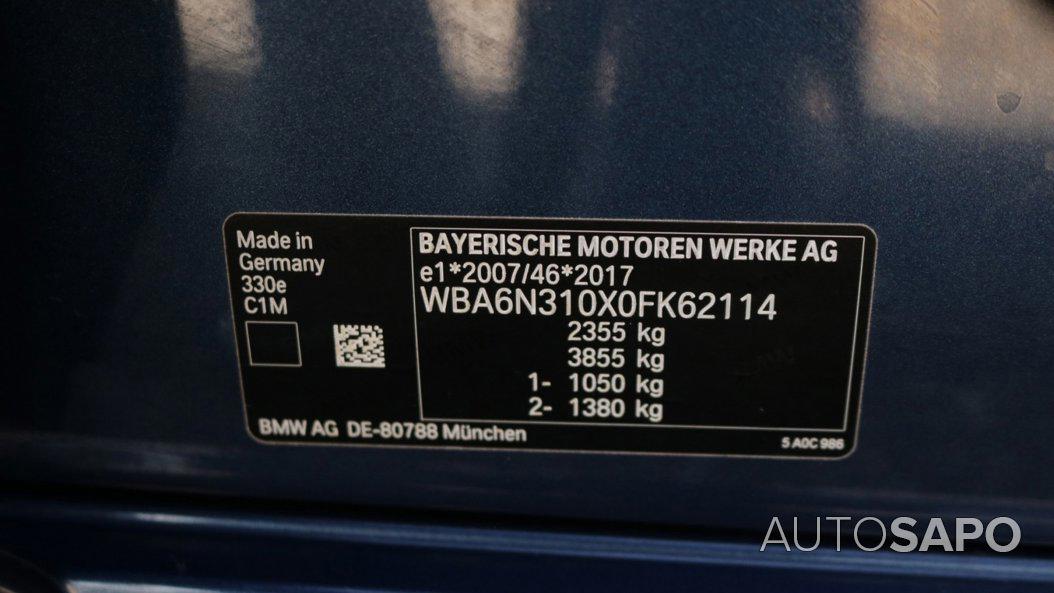 Made in
Germany
330e
C1M
BAYERISCHE MOTOREN WERKE AG
e1*2007/46*2017
WBA6N310X0FK62114
2355 kg
3855 kg
1- 1050 kg
2- 1380 kg
BMW AG DE-80788 München
5 A0C 986
AUTOSAPO